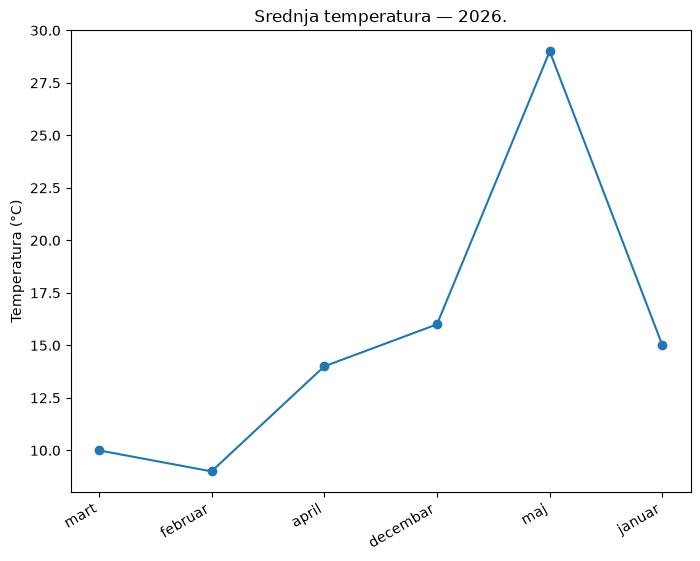 Srednja temperatura — 2026.
Temperatura (°C)
30.0
27.5
25.0
22.5
20.0
17.5
15.0
12.5
10.0
mart
februar
april
decembar
maj
januar